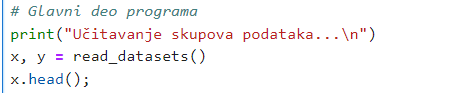 # Glavni deo programa
print("Učitavanje skupova podataka...\n")
x, y = read_datasets()
x.head();